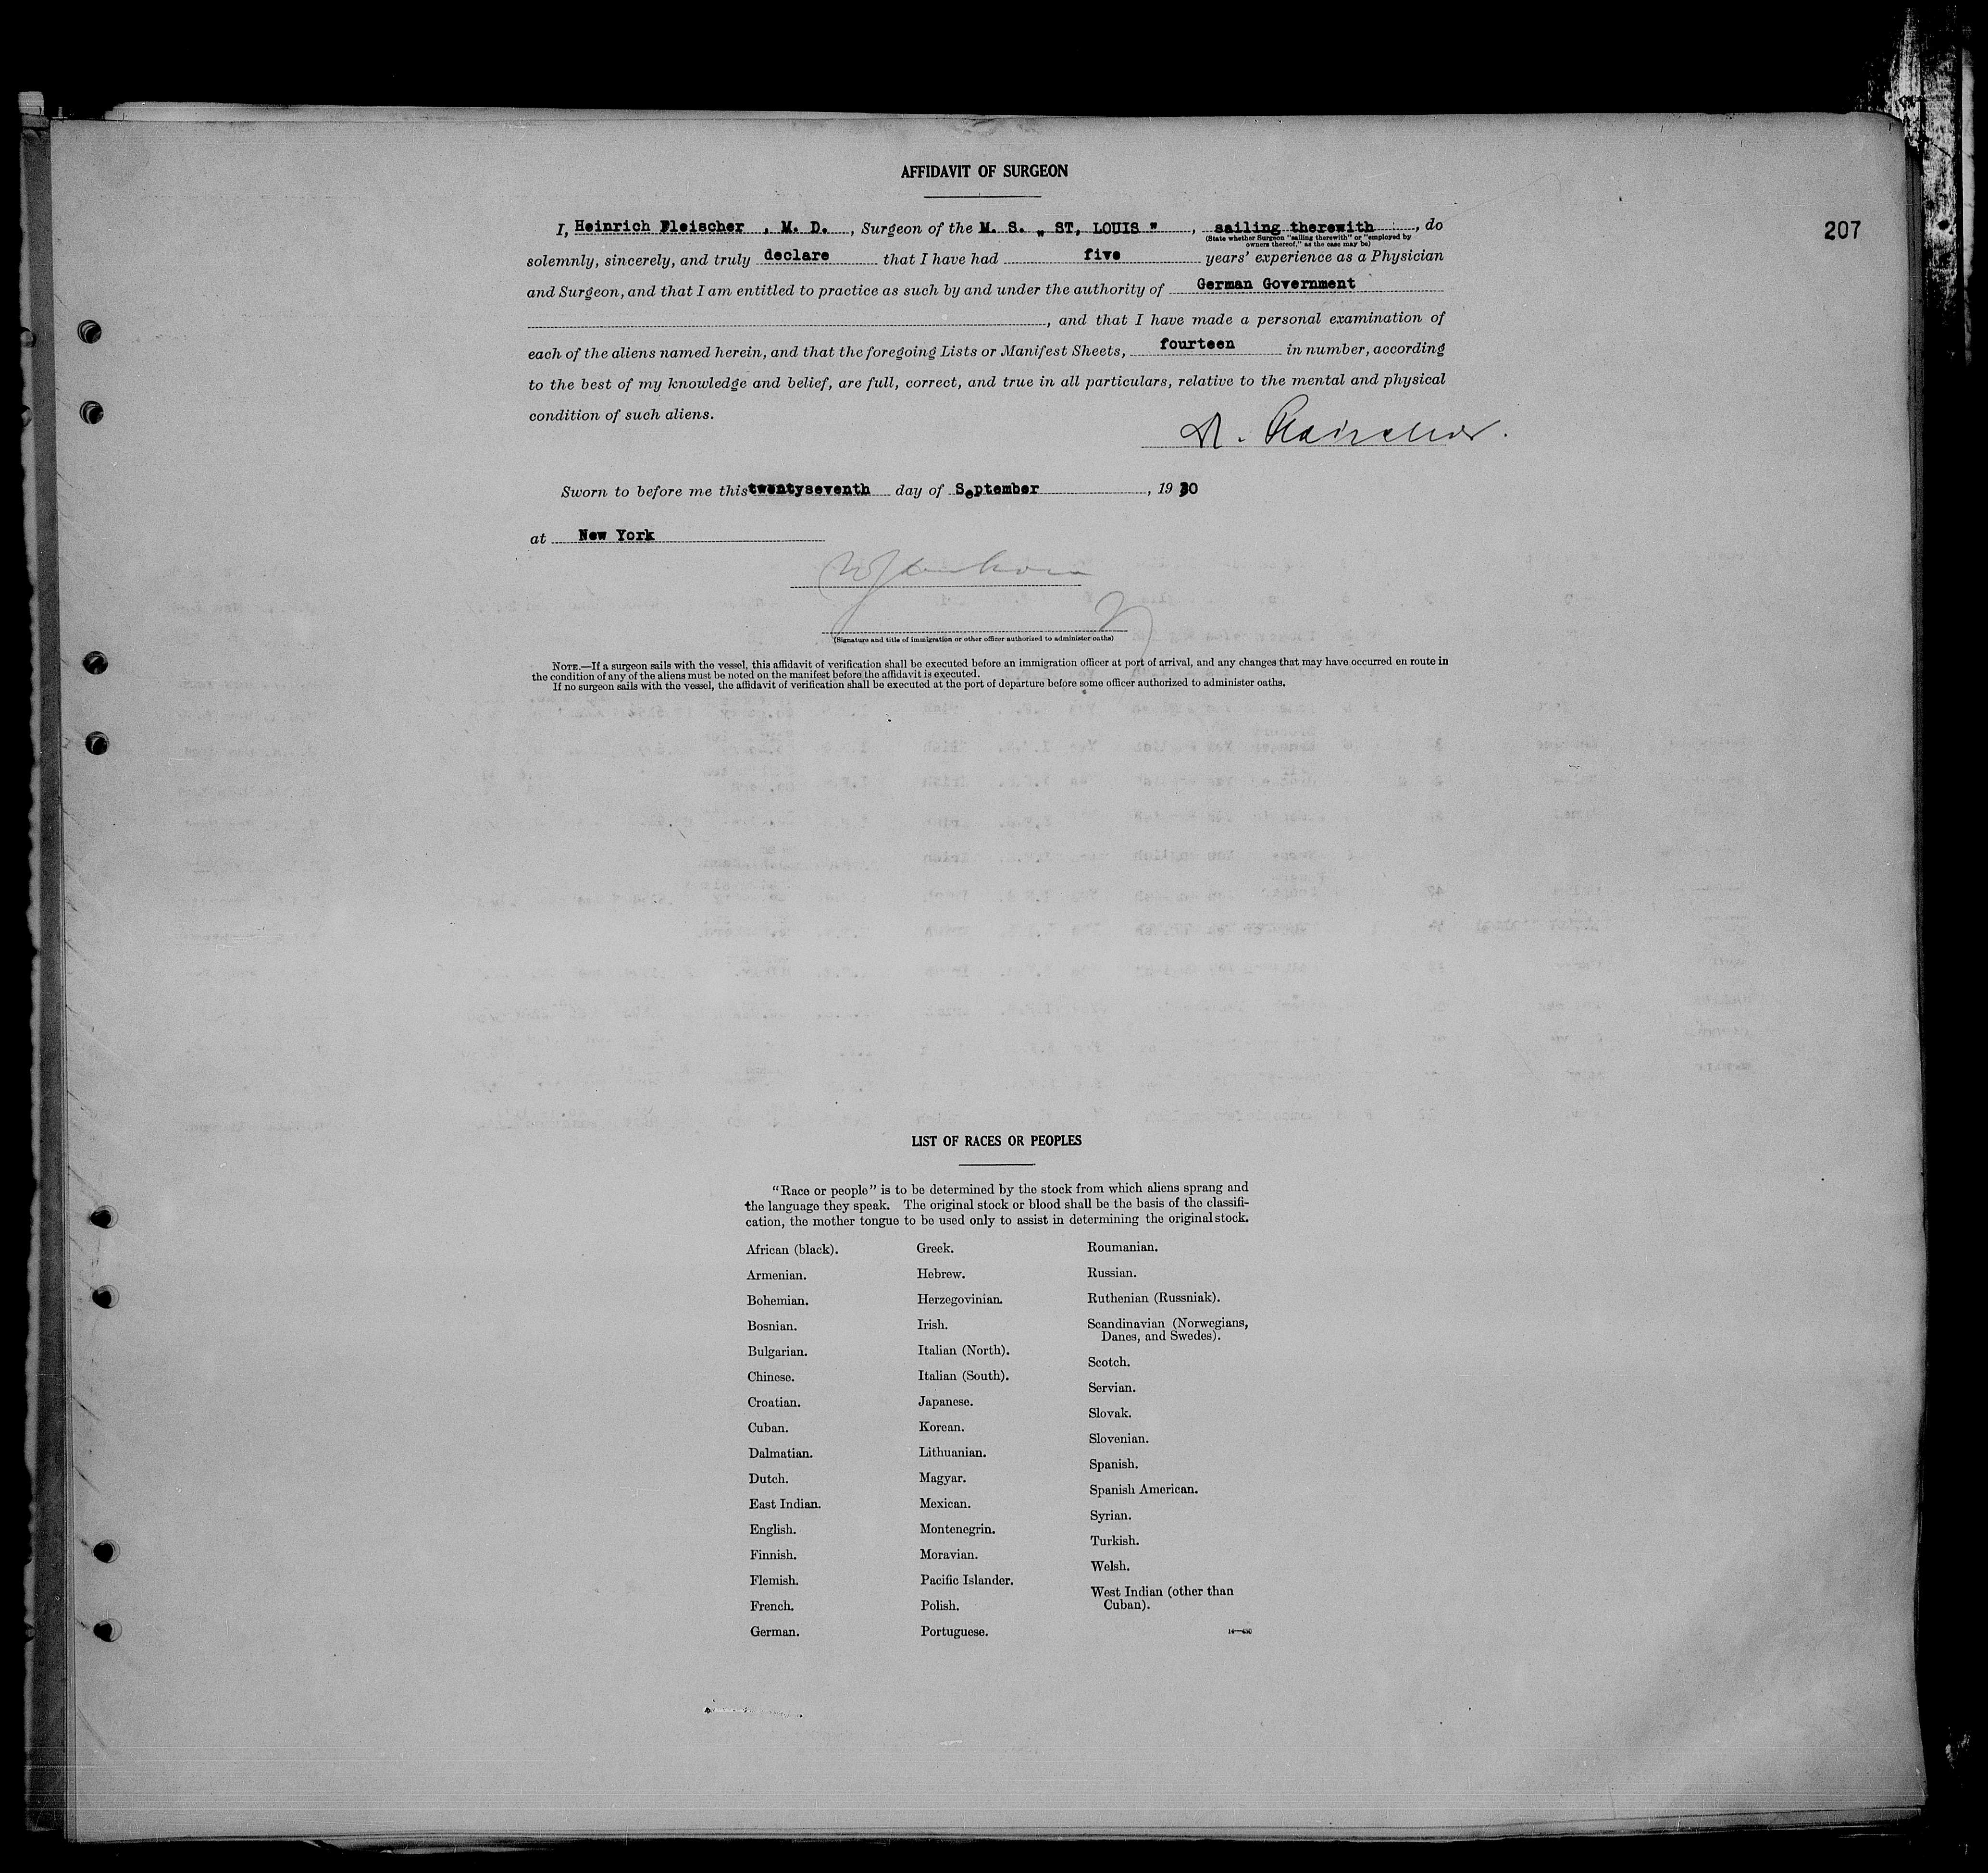 AFFIDAVIT OF SURGEON
207
I, Heinrich Fleischer , M. D. , Surgeon of the M. S. „ ST, LOUIS " , sailing therewith , do
(State whether Surgeon "sailing therewith" or "employed by
owners thereof," as the case may be)
solemnly, sincerely, and truly declare that I have had five years' experience as a Physician
and Surgeon, and that I am entitled to practice as such by and under the authority of German Government
, and that I have made a personal examination of
each of the aliens named herein, and that the foregoing Lists or Manifest Sheets, fourteen in number, according
to the best of my knowledge and belief, are full, correct, and true in all particulars, relative to the mental and physical
condition of such aliens.
Sworn to before me this twentyseventh day of September , 19 30
at New York
(Signature and title of immigration or other officer authorized to administer oaths)
NOTE.—If a surgeon sails with the vessel, this affidavit of verification shall be executed before an immigration officer at port of arrival, and any changes that may have occurred en route in
the condition of any of the aliens must be noted on the manifest before the affidavit is executed.
If no surgeon sails with the vessel, the affidavit of verification shall be executed at the port of departure before some officer authorized to administer oaths.
LIST OF RACES OR PEOPLES
"Race or people" is to be determined by the stock from which aliens sprang and
the language they speak. The original stock or blood shall be the basis of the classifi-
cation, the mother tongue to be used only to assist in determining the original stock.
African (black).
Armenian.
Bohemian.
Bosnian.
Bulgarian.
Chinese.
Croatian.
Cuban.
Dalmatian.
Dutch.
East Indian.
English.
Finnish.
Flemish.
French.
German.
Greek.
Hebrew.
Herzegovinian.
Irish.
Italian (North).
Italian (South).
Japanese.
Korean.
Lithuanian.
Magyar.
Mexican.
Montenegrin.
Moravian.
Pacific Islander.
Polish.
Portuguese.
Roumanian.
Russian.
Ruthenian (Russniak).
Scandinavian (Norwegians,
Danes, and Swedes).
Scotch.
Servian.
Slovak.
Slovenian.
Spanish.
Spanish American.
Syrian.
Turkish.
Welsh.
West Indian (other than
Cuban).